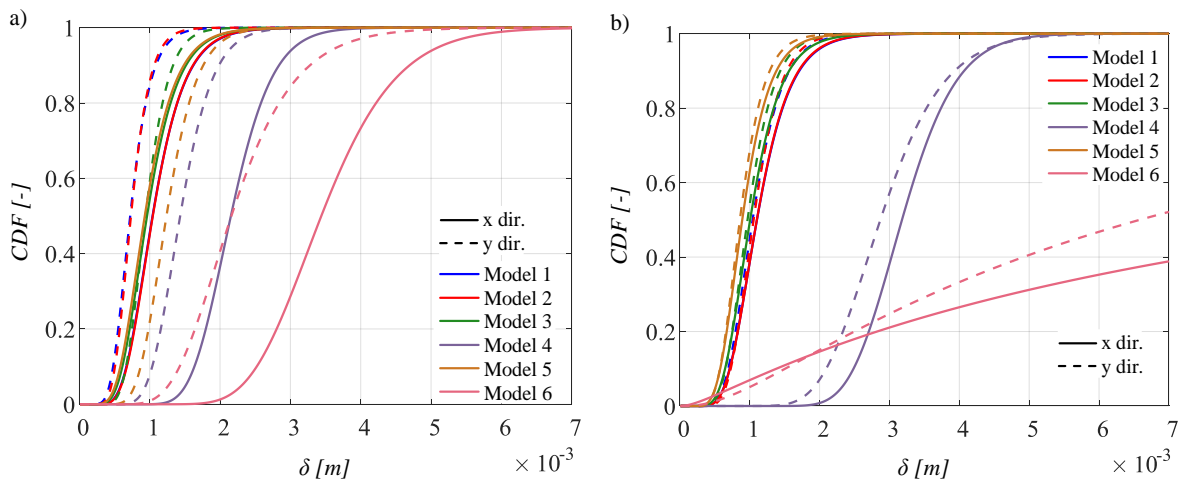 a)
1
0.8
0.6
0.4
0.2
0
CDF [-]
x dir.
y dir.
Model 1
Model 2
Model 3
Model 4
Model 5
Model 6
0 1 2 3 4 5 6 7
δ [m]
× 10⁻³
b)
1
0.8
0.6
0.4
0.2
0
CDF [-]
Model 1
Model 2
Model 3
Model 4
Model 5
Model 6
x dir.
y dir.
0 1 2 3 4 5 6 7
δ [m]
× 10⁻³